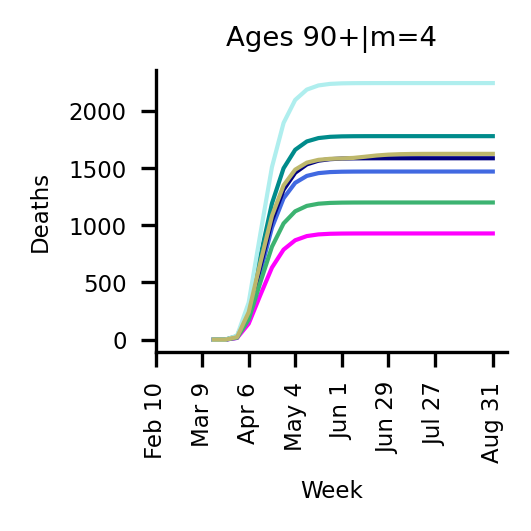 Ages 90+|m=4
Deaths
2000
1500
1000
500
0
Feb 10
Mar 9
Apr 6
May 4
Jun 1
Jun 29
Jul 27
Aug 31
Week